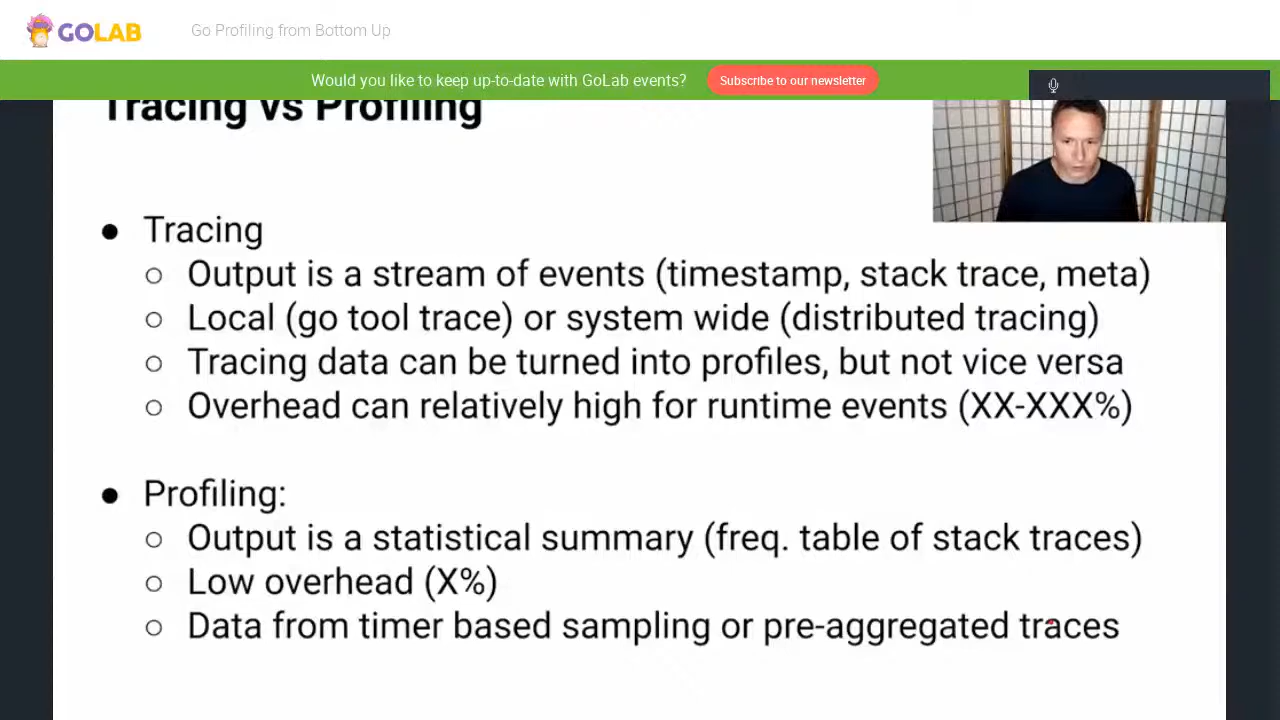 GOLAB
Go Profiling from Bottom Up
Would you like to keep up-to-date with GoLab events?
Subscribe to our newsletter
Tracing vs Profiling
● Tracing
○ Output is a stream of events (timestamp, stack trace, meta)
○ Local (go tool trace) or system wide (distributed tracing)
○ Tracing data can be turned into profiles, but not vice versa
○ Overhead can relatively high for runtime events (XX-XXX%)
● Profiling:
○ Output is a statistical summary (freq. table of stack traces)
○ Low overhead (X%)
○ Data from timer based sampling or pre-aggregated traces